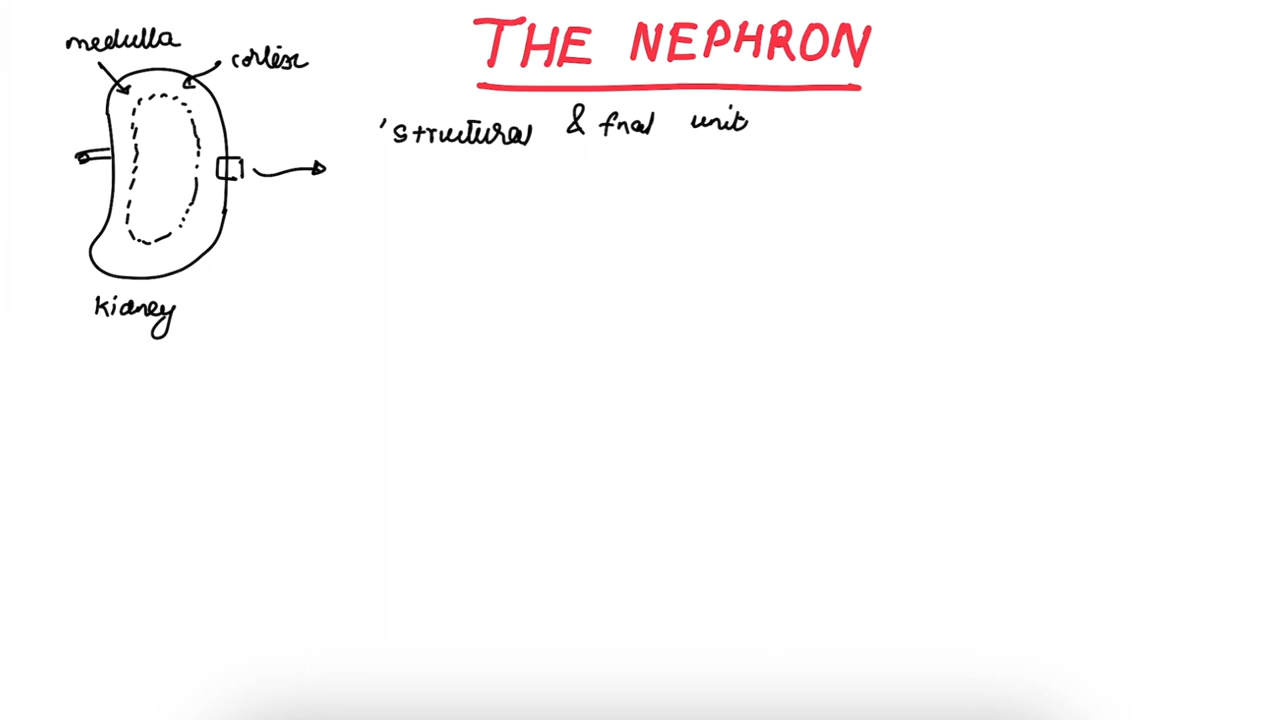 THE NEPHRON
medulla
cortex
'structural & fnal unit
kidney